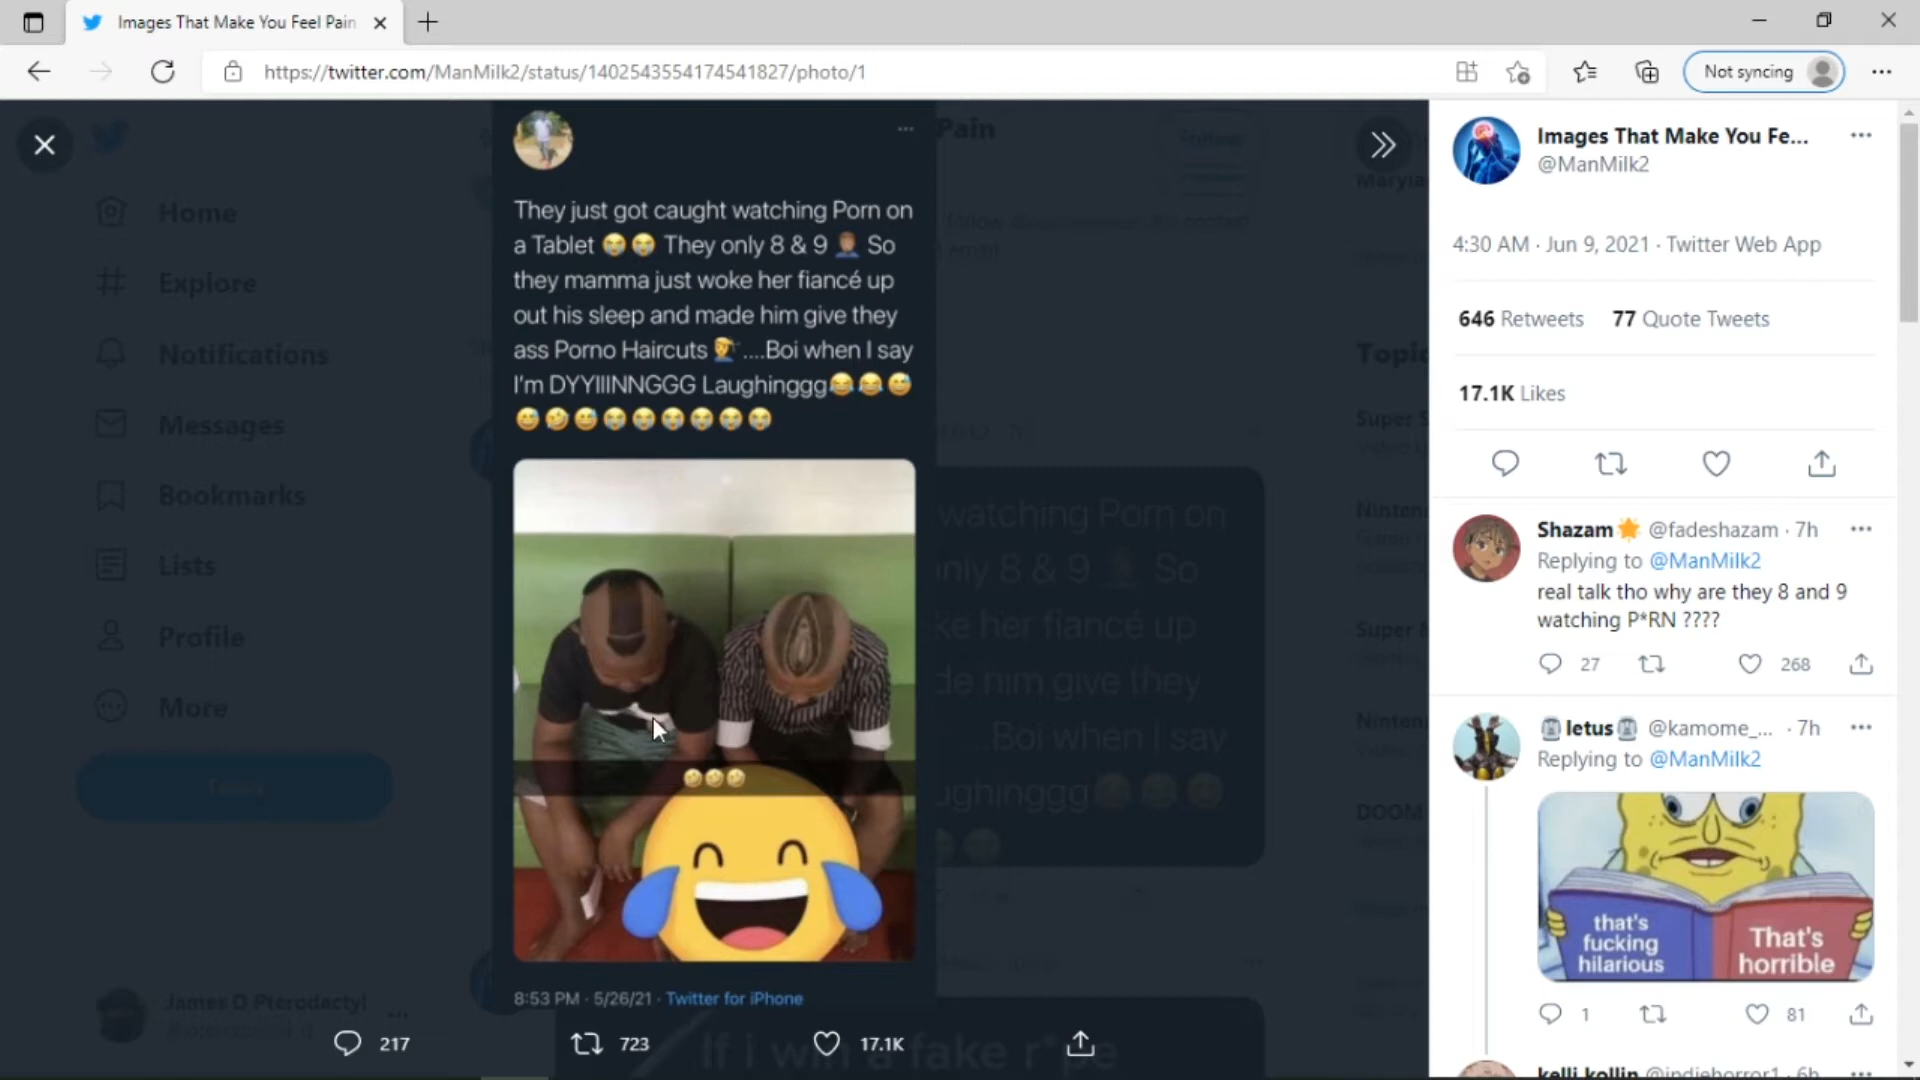 Images That Make You Feel Pain
https://twitter.com/ManMilk2/status/1402543554174541827/photo/1
Not syncing
Home
Explore
Notifications
Messages
Bookmarks
Lists
Profile
More
James O Pterodactyl
Pain
They just got caught watching Porn on
a Tablet 😭😭 They only 8 & 9 🤦🏾‍♂️ So
they mamma just woke her fiancé up
out his sleep and made him give they
ass Porno Haircuts 💇‍♂️ ....Boi when I say
I'm DYYIIINNGGG Laughinggg😂😂😅
😅🤣😅😭😭😭😭😭😭
🤣🤣🤣
8:53 PM · 5/26/21 · Twitter for iPhone
217
723
17.1K
watching Porn on
only 8 & 9 So
ke her fiancé up
de him give they
...Boi when I say
ughinggg
If i win a fake r*pe
Images That Make You Fe...
@ManMilk2
4:30 AM · Jun 9, 2021 · Twitter Web App
646 Retweets 77 Quote Tweets
17.1K Likes
Shazam🌟 @fadeshazam · 7h
Replying to @ManMilk2
real talk tho why are they 8 and 9
watching P*RN ????
27
268
letus @kamome_... · 7h
Replying to @ManMilk2
that's
fucking
hilarious
That's
horrible
1
81
kelli kollin @indiehorror1 · 6h